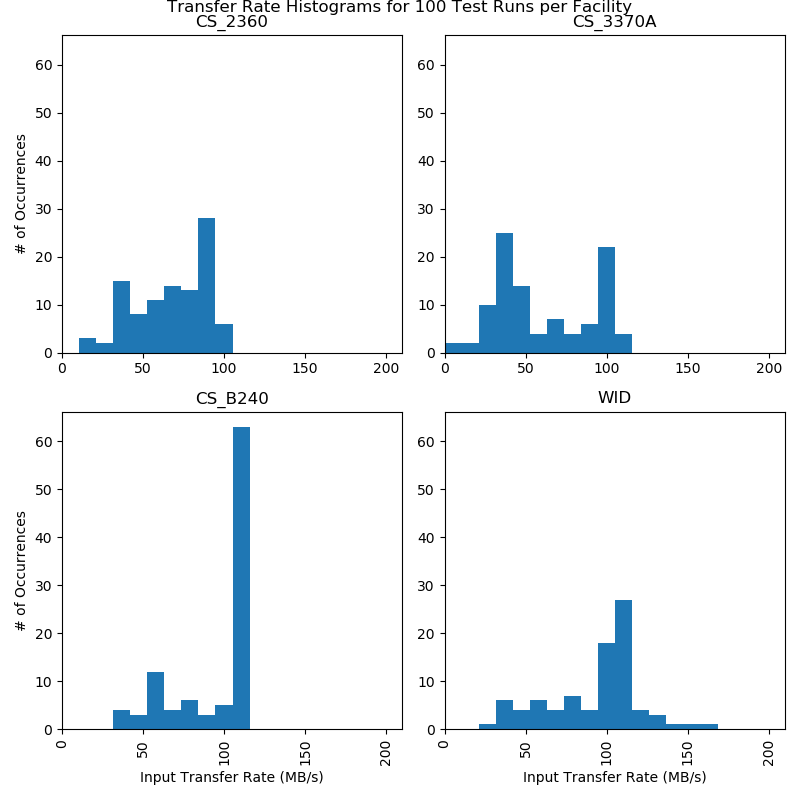 Transfer Rate Histograms for 100 Test Runs per Facility
CS_2360
CS_3370A
# of Occurrences
60
50
40
30
20
10
0
0 50 100 150 200
60
50
40
30
20
10
0
0 50 100 150 200
CS_B240
WID
# of Occurrences
60
50
40
30
20
10
0
0 50 100 150 200
Input Transfer Rate (MB/s)
60
50
40
30
20
10
0
0 50 100 150 200
Input Transfer Rate (MB/s)